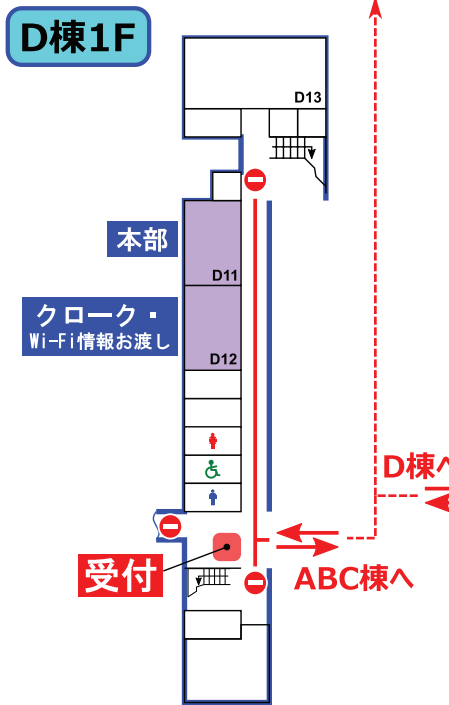 D棟1F
D13
本部
D11
クローク・
Wi-Fi情報お渡し
D12
D棟へ
受付
ABC棟へ